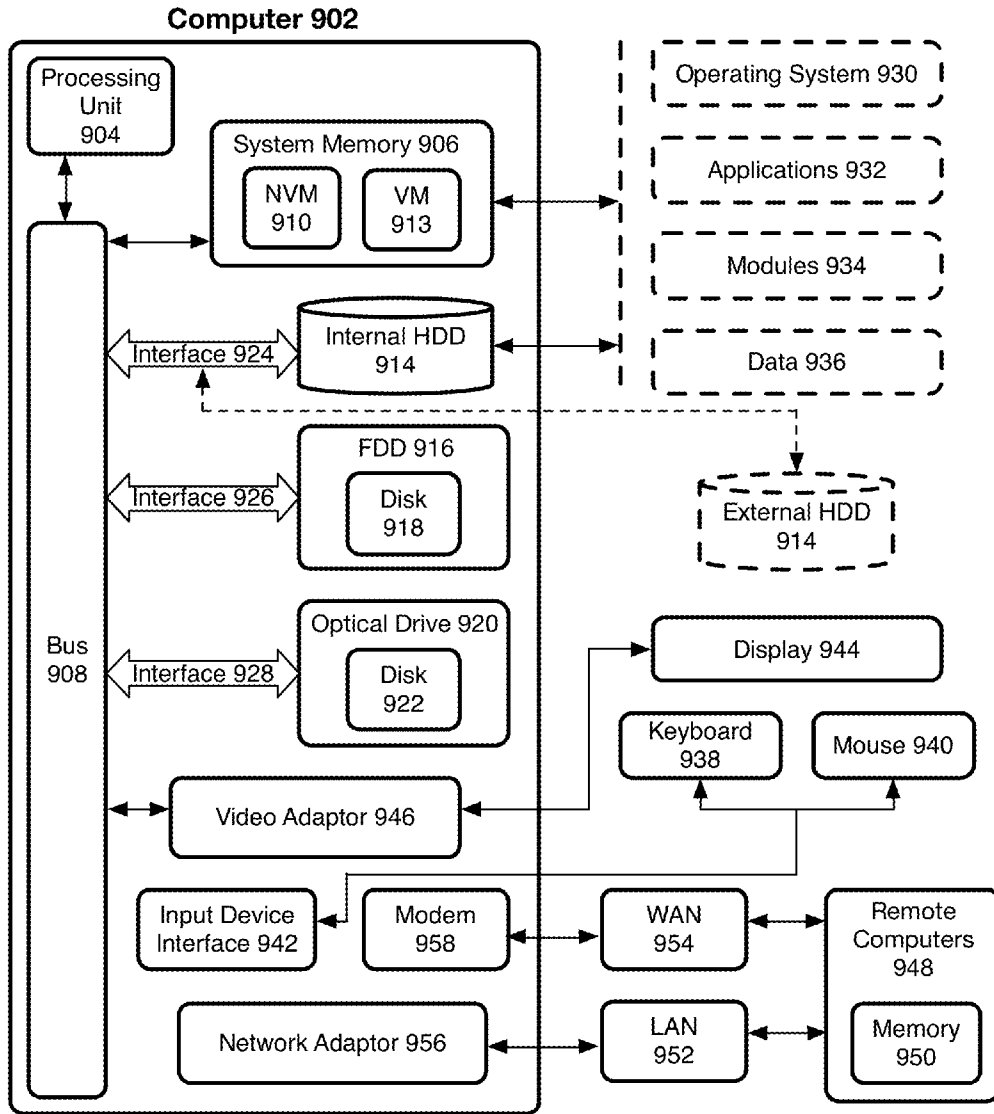 Computer 902
Processing
Unit
904
System Memory 906
NVM
910
VM
913
Operating System 930
Applications 932
Modules 934
Data 936
Interface 924
Internal HDD
914
External HDD
914
Interface 926
FDD 916
Disk
918
Bus
908
Interface 928
Optical Drive 920
Disk
922
Display 944
Keyboard
938
Mouse 940
Video Adaptor 946
Input Device
Interface 942
Modem
958
WAN
954
Remote
Computers
948
Network Adaptor 956
LAN
952
Memory
950